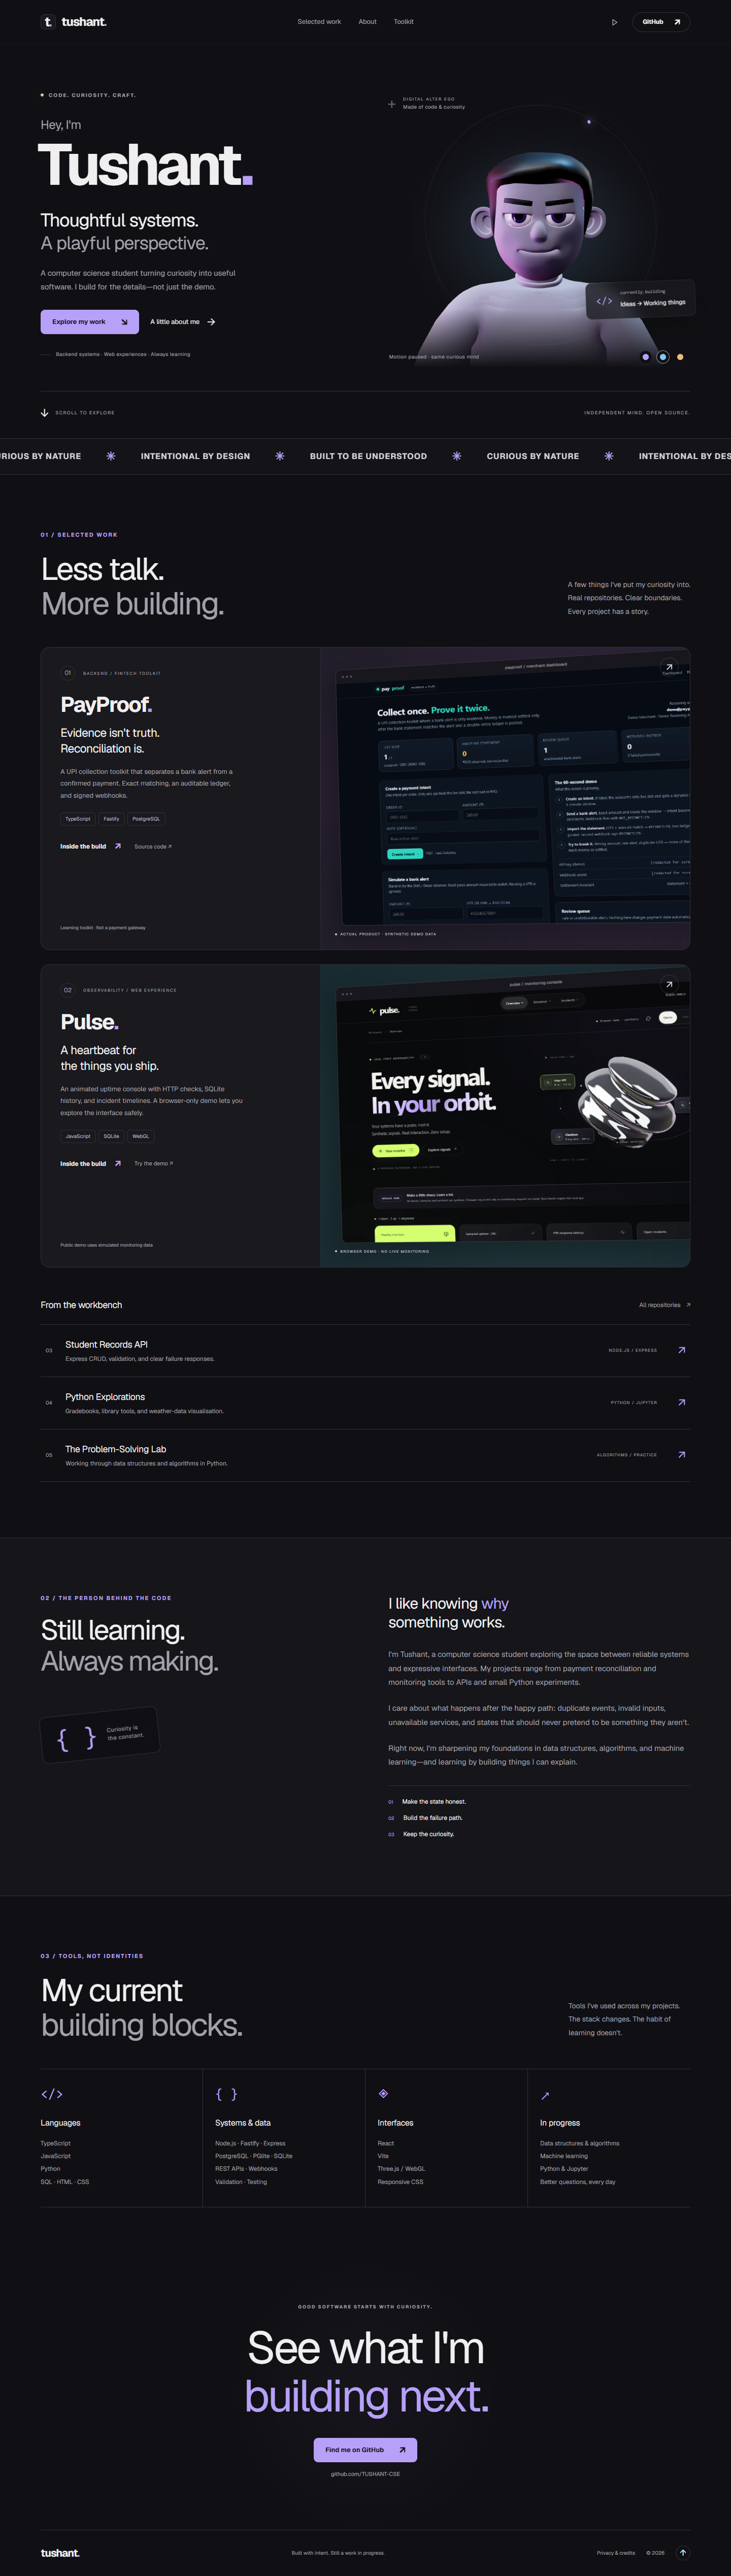 t. tushant.
Selected work
About
Toolkit
GitHub
CODE. CURIOSITY. CRAFT.
Hey, I'm
Tushant.
Thoughtful systems.
A playful perspective.
A computer science student turning curiosity into useful
software. I build for the details—not just the demo.
Explore my work
A little about me
Backend systems · Web experiences · Always learning
DIGITAL ALTER EGO
Made of code & curiosity
</>
currently: building
Ideas → Working things
Motion paused · same curious mind
SCROLL TO EXPLORE
INDEPENDENT MIND. OPEN SOURCE.
RIOUS BY NATURE
INTENTIONAL BY DESIGN
BUILT TO BE UNDERSTOOD
CURIOUS BY NATURE
INTENTIONAL BY DES
01 / SELECTED WORK
Less talk.
More building.
A few things I've put my curiosity into.
Real repositories. Clear boundaries.
Every project has a story.
01
BACKEND / FINTECH TOOLKIT
PayProof.
Evidence isn't truth.
Reconciliation is.
A UPI collection toolkit that separates a bank alert from a
confirmed payment. Exact matching, an auditable ledger,
and signed webhooks.
TypeScript
Fastify
PostgreSQL
Inside the build
Source code ↗
Learning toolkit · Not a payment gateway
payproof / merchant dashboard
pay proof
Collect once. Prove it twice.
Create a payment intent
Create intent
Simulate a bank alert
The 90-second demo
Review queue
ACTUAL PRODUCT · SYNTHETIC DEMO DATA
02
OBSERVABILITY / WEB EXPERIENCE
Pulse.
A heartbeat for
the things you ship.
An animated uptime console with HTTP checks, SQLite
history, and incident timelines. A browser-only demo lets you
explore the interface safely.
JavaScript
SQLite
WebGL
Inside the build
Try the demo ↗
Public demo uses simulated monitoring data
pulse / monitoring console
pulse.
Every signal.
In your orbit.
BROWSER DEMO · NO LIVE MONITORING
From the workbench
All repositories ↗
03
Student Records API
Express CRUD, validation, and clear failure responses.
NODE.JS / EXPRESS
04
Python Explorations
Gradebooks, library tools, and weather-data visualisation.
PYTHON / JUPYTER
05
The Problem-Solving Lab
Working through data structures and algorithms in Python.
ALGORITHMS / PRACTICE
02 / THE PERSON BEHIND THE CODE
Still learning.
Always making.
{ }
Curiosity is
the constant.
I like knowing why
something works.
I'm Tushant, a computer science student exploring the space between reliable systems
and expressive interfaces. My projects range from payment reconciliation and
monitoring tools to APIs and small Python experiments.
I care about what happens after the happy path: duplicate events, invalid inputs,
unavailable services, and states that should never pretend to be something they aren't.
Right now, I'm sharpening my foundations in data structures, algorithms, and machine
learning—and learning by building things I can explain.
01 Make the state honest.
02 Build the failure path.
03 Keep the curiosity.
03 / TOOLS, NOT IDENTITIES
My current
building blocks.
Tools I've used across my projects.
The stack changes. The habit of
learning doesn't.
</>
Languages
TypeScript
JavaScript
Python
SQL · HTML · CSS
{ }
Systems & data
Node.js · Fastify · Express
PostgreSQL · PGlite · SQLite
REST APIs · Webhooks
Validation · Testing
Interfaces
React
Vite
Three.js / WebGL
Responsive CSS
↗
In progress
Data structures & algorithms
Machine learning
Python & Jupyter
Better questions, every day
GOOD SOFTWARE STARTS WITH CURIOSITY.
See what I'm
building next.
Find me on GitHub
github.com/TUSHANT-CSE
tushant.
Built with intent. Still a work in progress.
Privacy & credits
© 2026